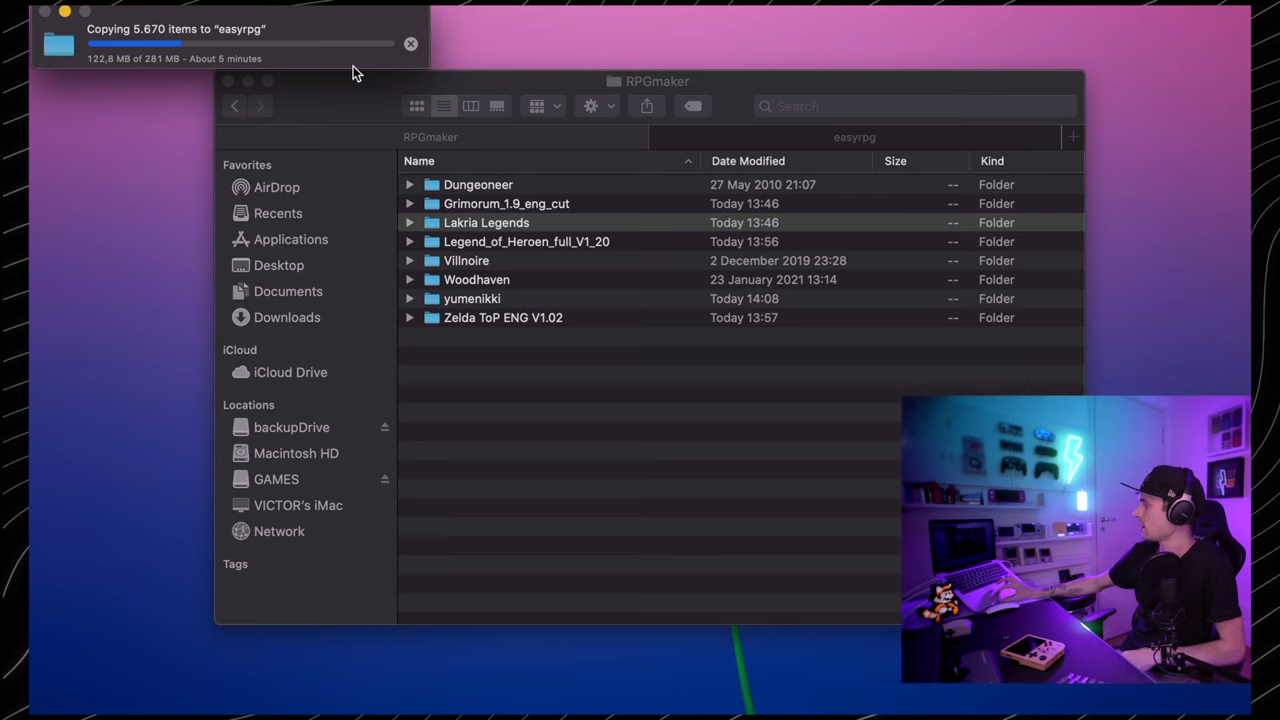 Copying 5.670 items to “easyrpg”
122,8 MB of 281 MB - About 5 minutes
RPGmaker
Search
RPGmaker easyrpg
Favorites
AirDrop
Recents
Applications
Desktop
Documents
Downloads
iCloud
iCloud Drive
Locations
backupDrive
Macintosh HD
GAMES
VICTOR's iMac
Network
Tags
Name Date Modified Size Kind
Dungeoneer 27 May 2010 21:07 -- Folder
Grimorum_1.9_eng_cut Today 13:46 -- Folder
Lakria Legends Today 13:46 -- Folder
Legend_of_Heroen_full_V1_20 Today 13:56 -- Folder
Villnoire 2 December 2019 23:28 -- Folder
Woodhaven 23 January 2021 13:14 -- Folder
yumenikki Today 14:08 -- Folder
Zelda ToP ENG V1.02 Today 13:57 -- Folder